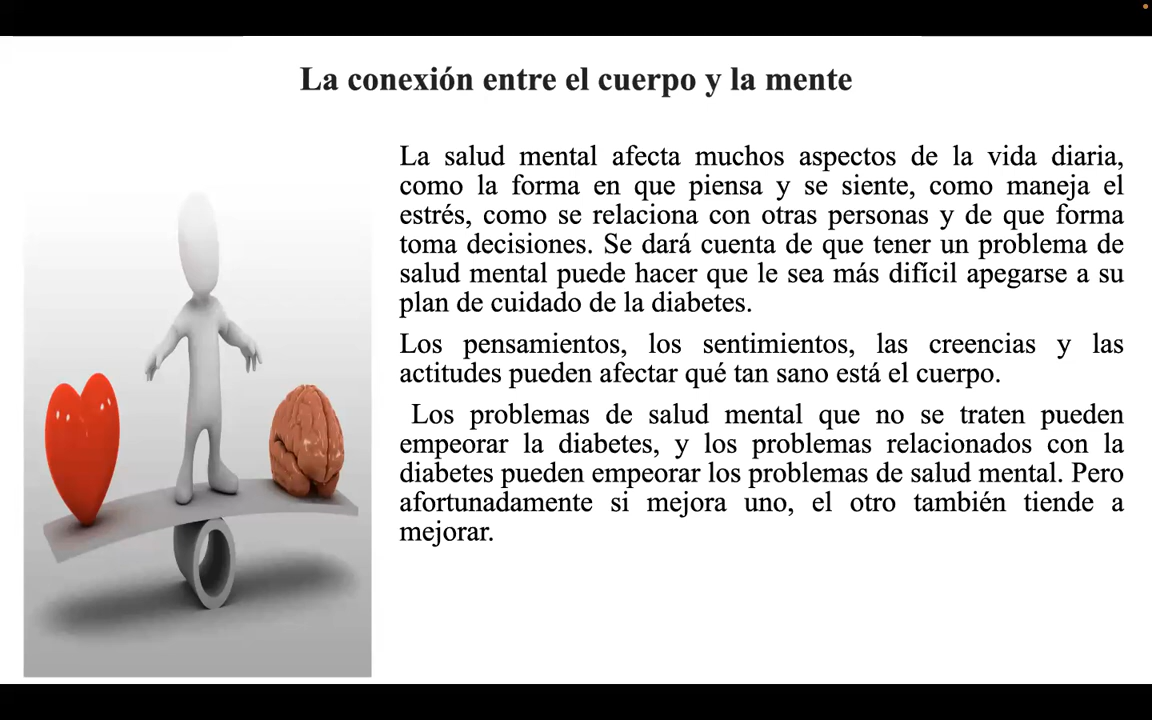 La conexión entre el cuerpo y la mente
La salud mental afecta muchos aspectos de la vida diaria,
como la forma en que piensa y se siente, como maneja el
estrés, como se relaciona con otras personas y de que forma
toma decisiones. Se dará cuenta de que tener un problema de
salud mental puede hacer que le sea más difícil apegarse a su
plan de cuidado de la diabetes.
Los pensamientos, los sentimientos, las creencias y las
actitudes pueden afectar qué tan sano está el cuerpo.
Los problemas de salud mental que no se traten pueden
empeorar la diabetes, y los problemas relacionados con la
diabetes pueden empeorar los problemas de salud mental. Pero
afortunadamente si mejora uno, el otro también tiende a
mejorar.